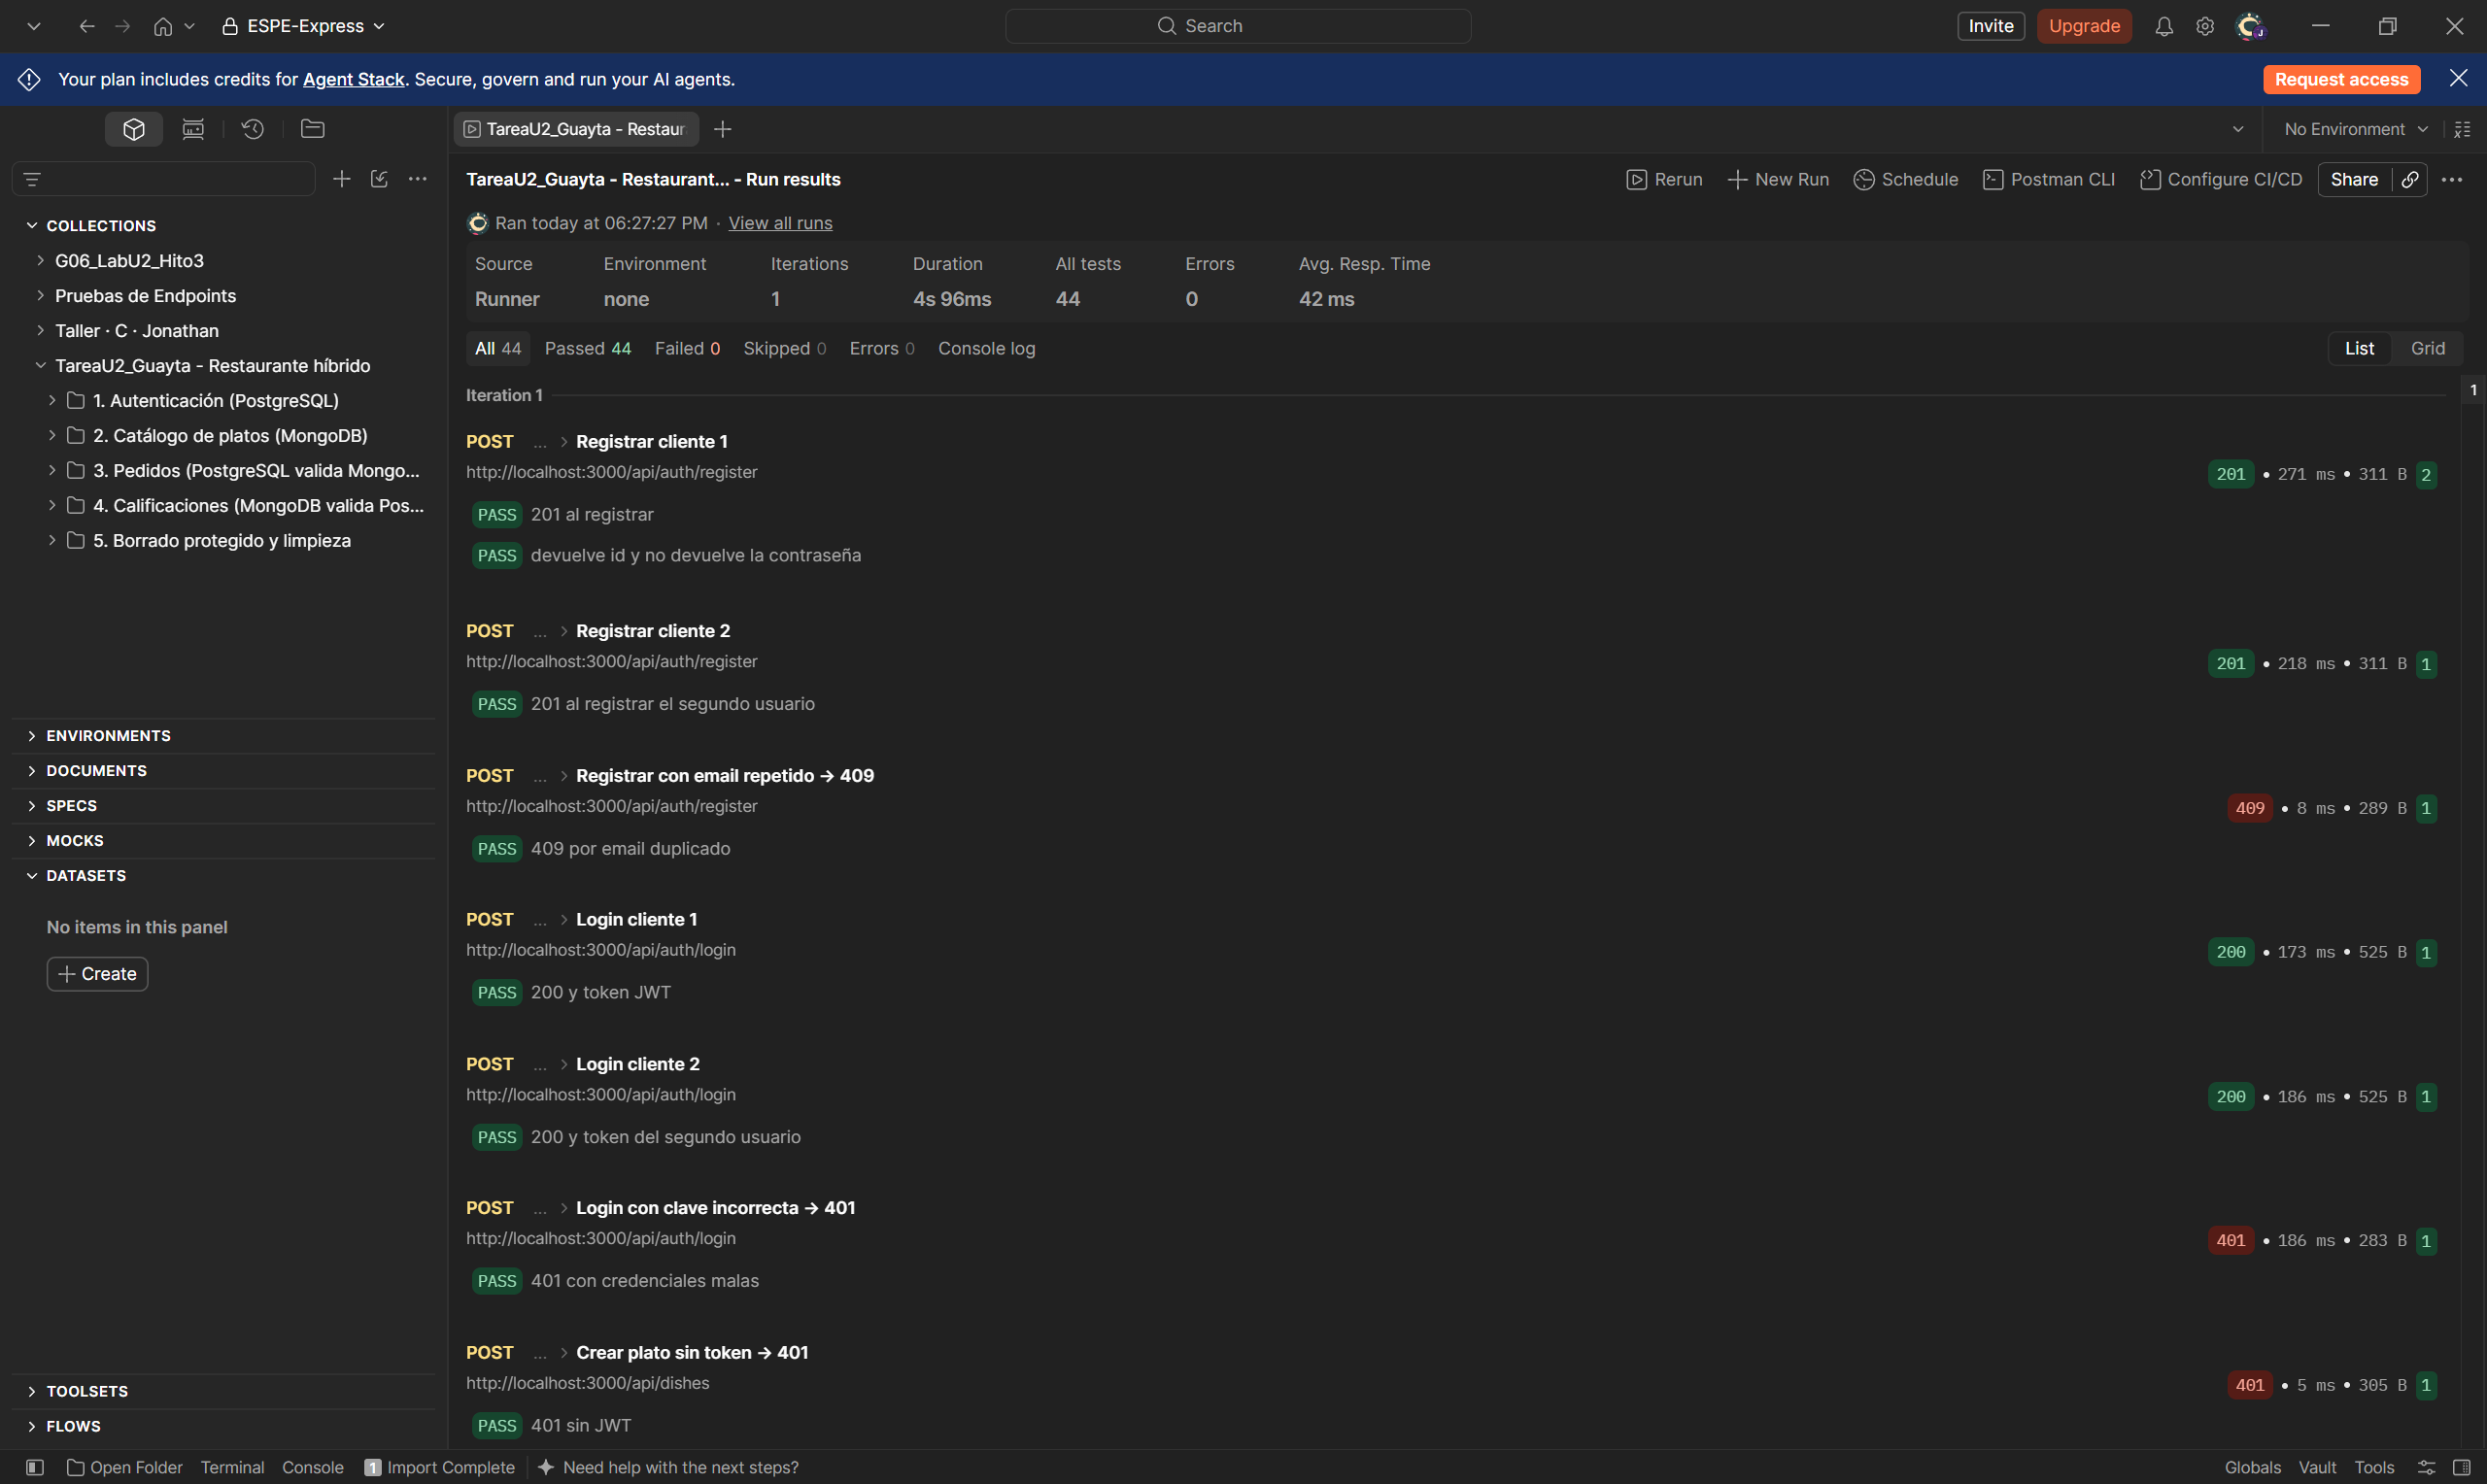 ESPE-Express
Search
Invite
Upgrade
Your plan includes credits for Agent Stack. Secure, govern and run your AI agents.
Request access
TareaU2_Guayta - Restaur
No Environment
TareaU2_Guayta - Restaurant... - Run results
Rerun
New Run
Schedule
Postman CLI
Configure CI/CD
Share
Ran today at 06:27:27 PM · View all runs
COLLECTIONS
G06_LabU2_Hito3
Pruebas de Endpoints
Taller · C · Jonathan
TareaU2_Guayta - Restaurante híbrido
1. Autenticación (PostgreSQL)
2. Catálogo de platos (MongoDB)
3. Pedidos (PostgreSQL valida Mongo...
4. Calificaciones (MongoDB valida Pos...
5. Borrado protegido y limpieza
ENVIRONMENTS
DOCUMENTS
SPECS
MOCKS
DATASETS
No items in this panel
Create
TOOLSETS
FLOWS
Source Environment Iterations Duration All tests Errors Avg. Resp. Time
Runner none 1 4s 96ms 44 0 42 ms
All 44 Passed 44 Failed 0 Skipped 0 Errors 0 Console log
List Grid
Iteration 1
1
POST ... > Registrar cliente 1
http://localhost:3000/api/auth/register
201 • 271 ms • 311 B 2
PASS 201 al registrar
PASS devuelve id y no devuelve la contraseña
POST ... > Registrar cliente 2
http://localhost:3000/api/auth/register
201 • 218 ms • 311 B 1
PASS 201 al registrar el segundo usuario
POST ... > Registrar con email repetido → 409
http://localhost:3000/api/auth/register
409 • 8 ms • 289 B 1
PASS 409 por email duplicado
POST ... > Login cliente 1
http://localhost:3000/api/auth/login
200 • 173 ms • 525 B 1
PASS 200 y token JWT
POST ... > Login cliente 2
http://localhost:3000/api/auth/login
200 • 186 ms • 525 B 1
PASS 200 y token del segundo usuario
POST ... > Login con clave incorrecta → 401
http://localhost:3000/api/auth/login
401 • 186 ms • 283 B 1
PASS 401 con credenciales malas
POST ... > Crear plato sin token → 401
http://localhost:3000/api/dishes
401 • 5 ms • 305 B 1
PASS 401 sin JWT
Open Folder
Terminal
Console
1 Import Complete
Need help with the next steps?
Globals
Vault
Tools